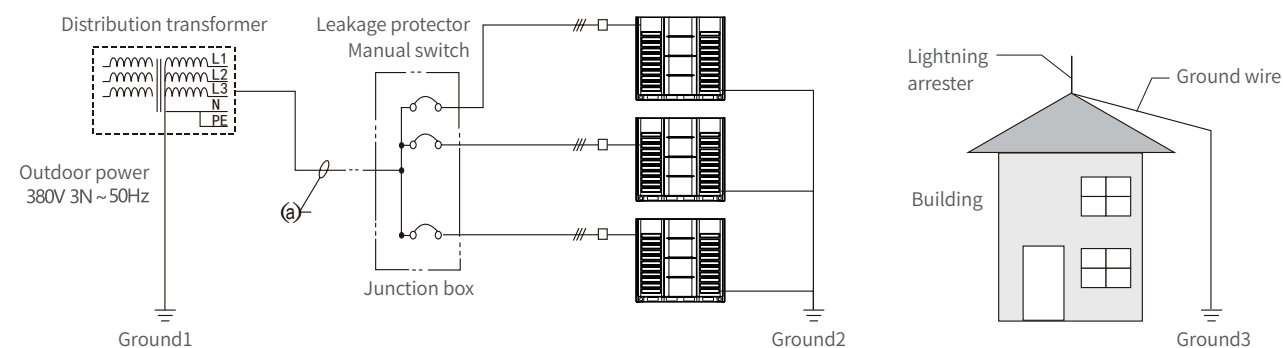 Distribution transformer
L1
L2
L3
N
PE
Outdoor power
380V 3N ~ 50Hz
(a)
Leakage protector
Manual switch
Junction box
Ground1
Ground2
Lightning
arrester
Ground wire
Building
Ground3